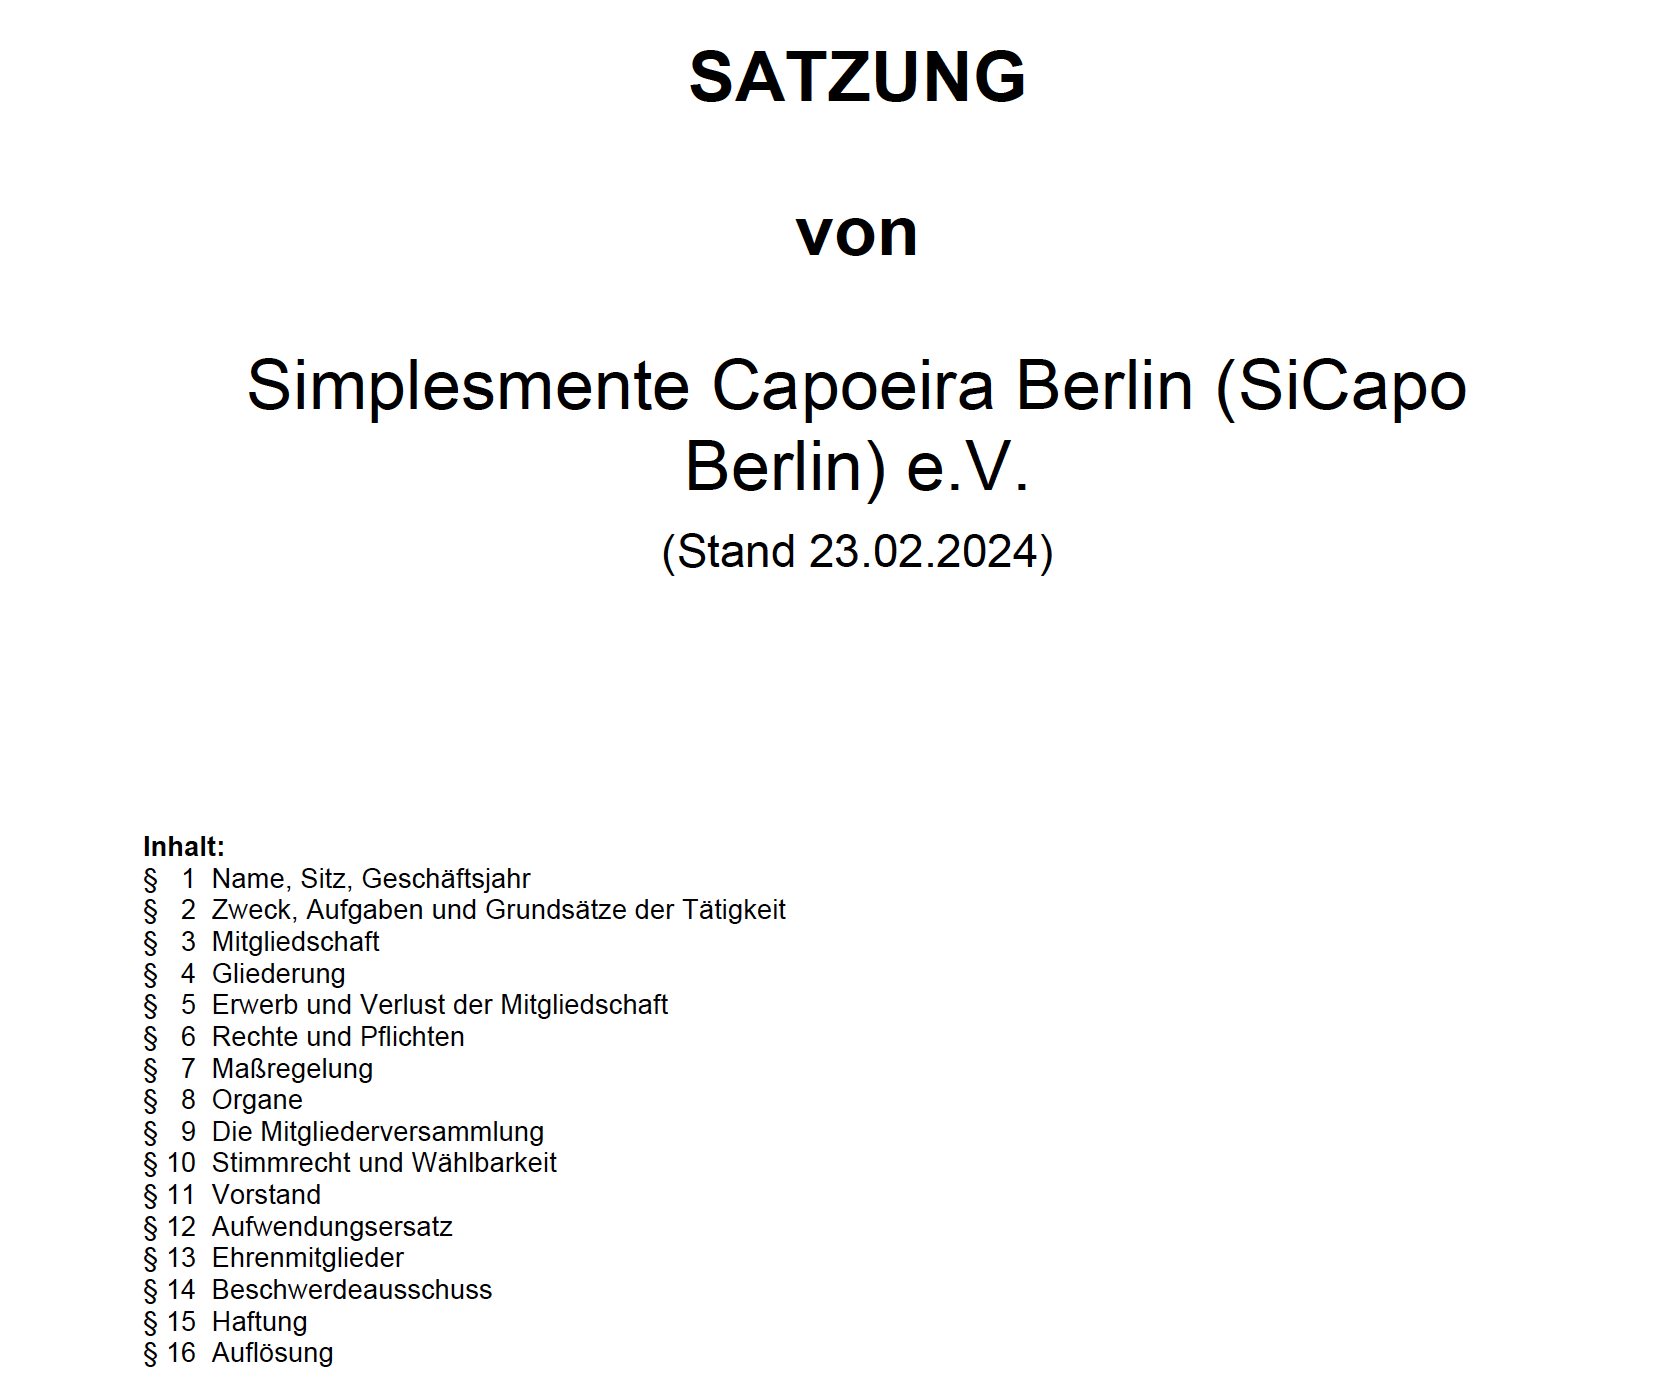 SATZUNG
von
Simplesmente Capoeira Berlin (SiCapo
Berlin) e.V.
(Stand 23.02.2024)
Inhalt:
§ 1 Name, Sitz, Geschäftsjahr
§ 2 Zweck, Aufgaben und Grundsätze der Tätigkeit
§ 3 Mitgliedschaft
§ 4 Gliederung
§ 5 Erwerb und Verlust der Mitgliedschaft
§ 6 Rechte und Pflichten
§ 7 Maßregelung
§ 8 Organe
§ 9 Die Mitgliederversammlung
§ 10 Stimmrecht und Wählbarkeit
§ 11 Vorstand
§ 12 Aufwendungsersatz
§ 13 Ehrenmitglieder
§ 14 Beschwerdeausschuss
§ 15 Haftung
§ 16 Auflösung